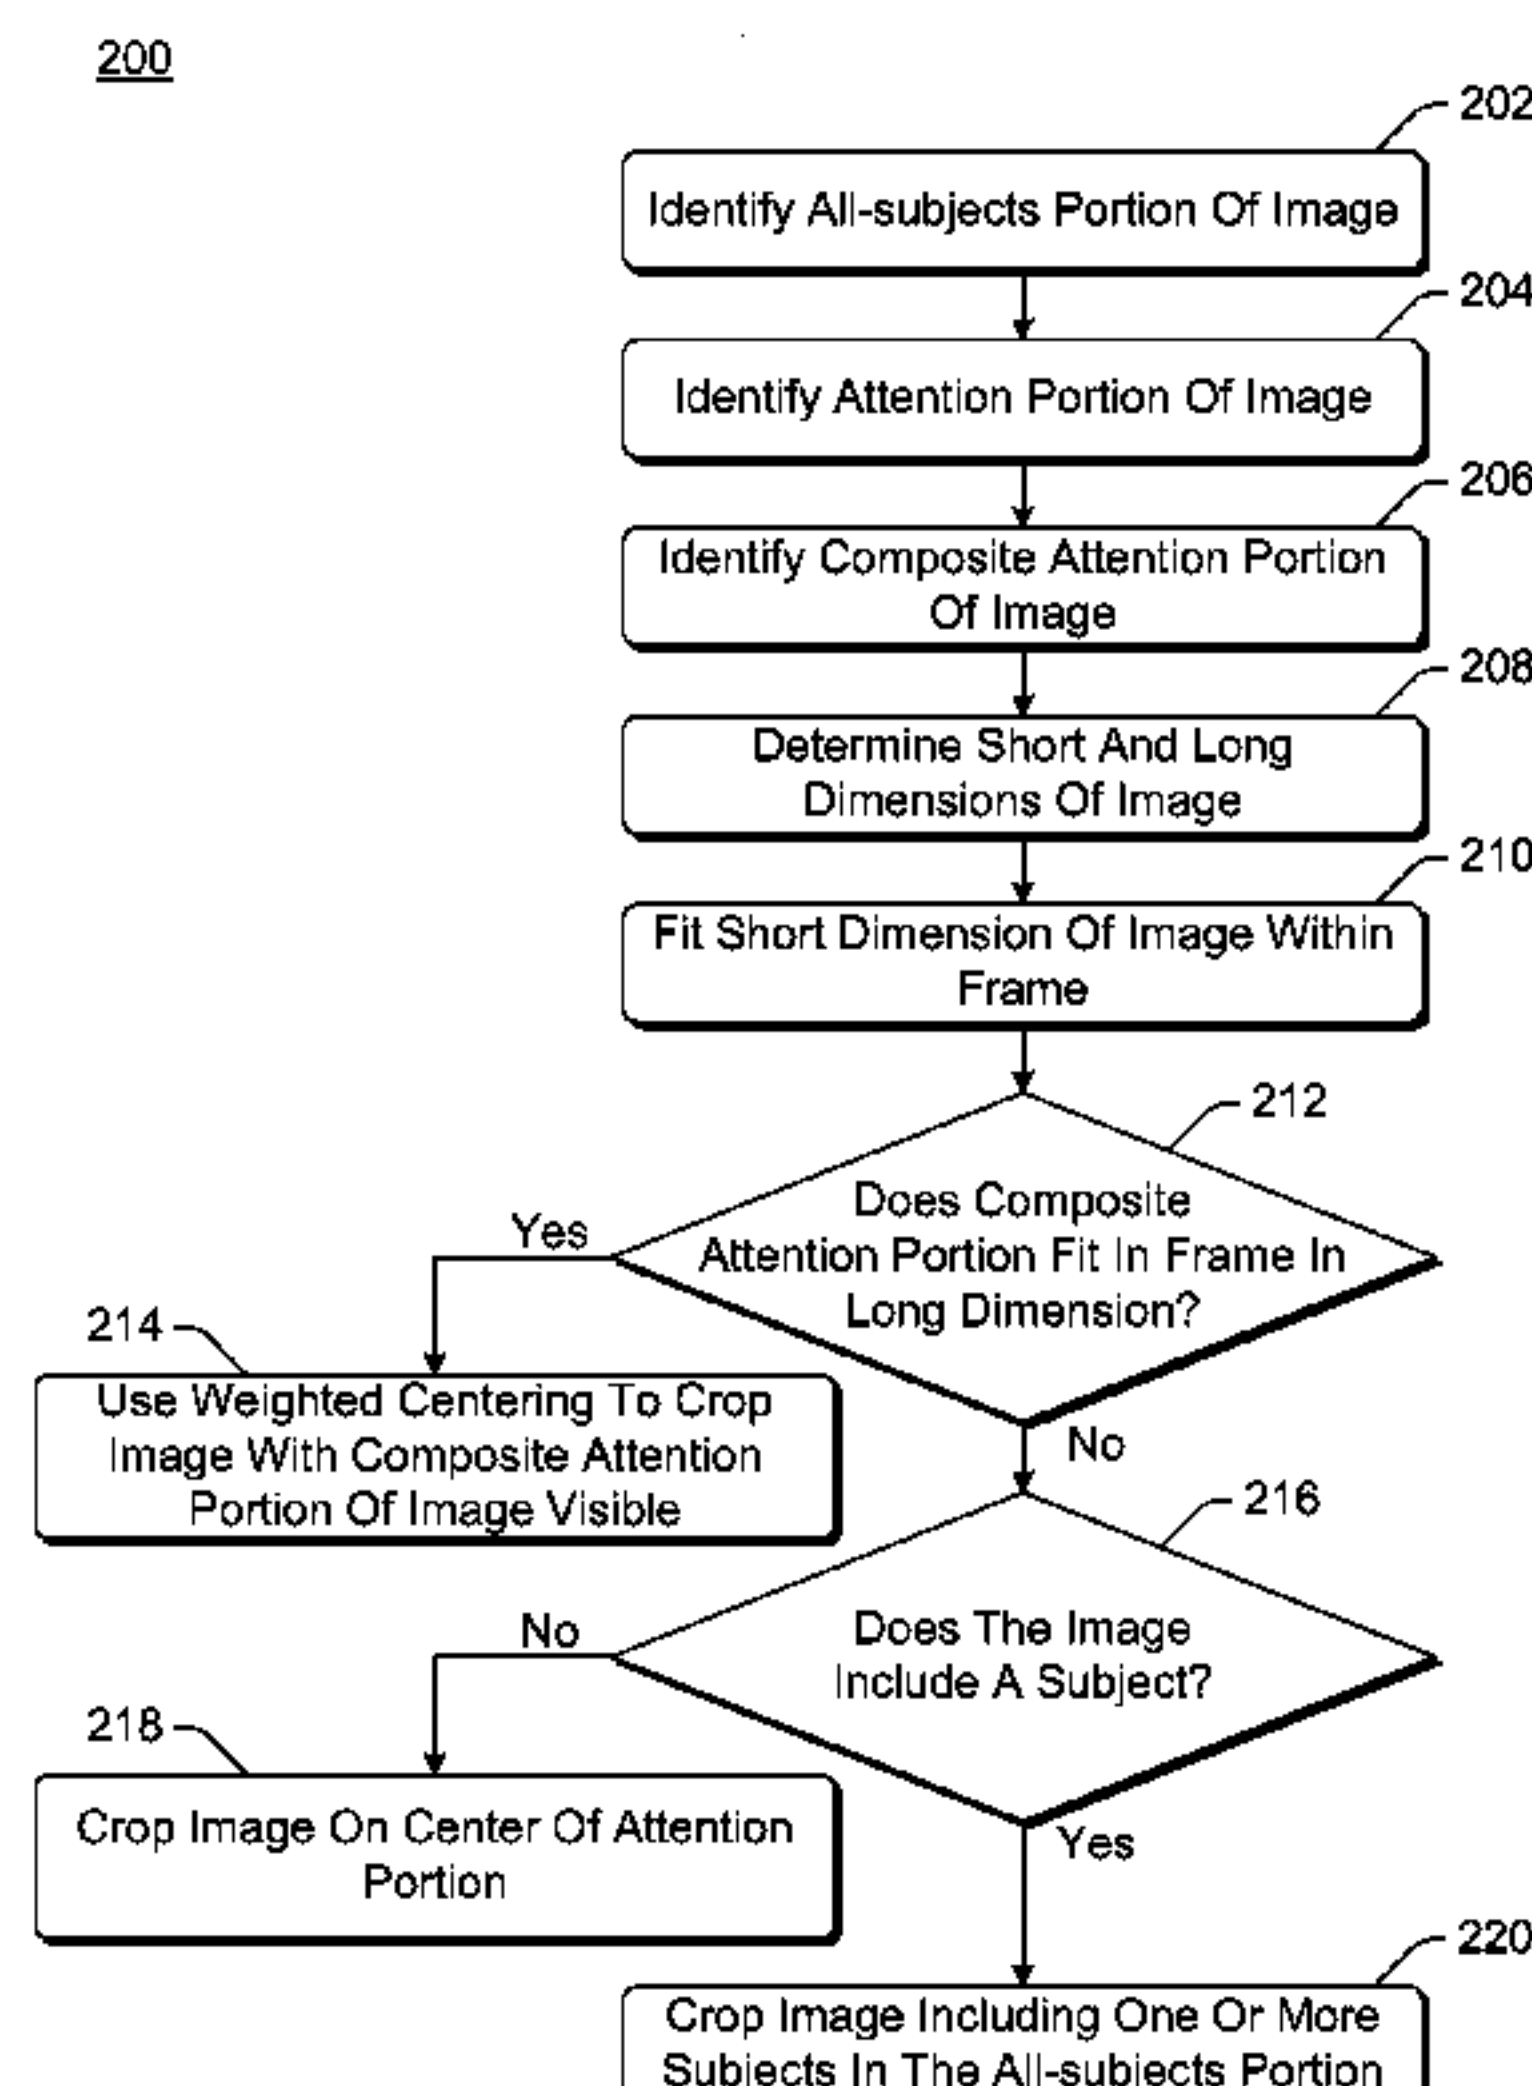 200
202
Identify All-subjects Portion Of Image
204
Identify Attention Portion Of Image
206
Identify Composite Attention Portion
Of Image
208
Determine Short And Long
Dimensions Of Image
210
Fit Short Dimension Of Image Within
Frame
212
Does Composite
Attention Portion Fit In Frame In
Long Dimension?
Yes
214
Use Weighted Centering To Crop
Image With Composite Attention
Portion Of Image Visible
No
216
Does The Image
Include A Subject?
No
218
Crop Image On Center Of Attention
Portion
Yes
220
Crop Image Including One Or More
Subjects In The All-subjects Portion